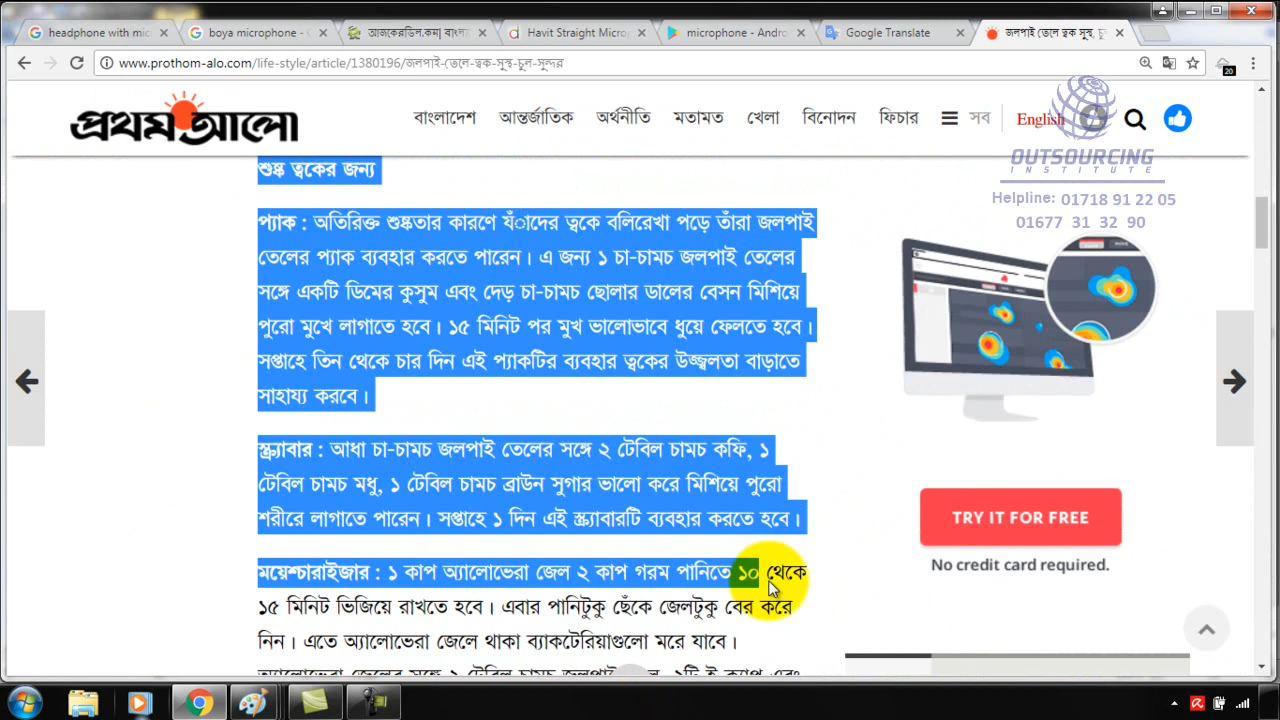 headphone with mic
boya microphone - G
আজকেরডিল.কম| বাংলা
Havit Straight Microp
microphone - Andro
Google Translate
জলপাই তেলে ত্বক সুস্থ, চুল
www.prothom-alo.com/life-style/article/1380196/জলপাই-তেলে-ত্বক-সুস্থ-চুল-সুন্দর
20
প্রথম আলো
বাংলাদেশ আন্তর্জাতিক অর্থনীতি মতামত খেলা বিনোদন ফিচার সব English
OUTSOURCING
INSTITUTE
Helpline: 01718 91 22 05
01677 31 32 90
শুষ্ক ত্বকের জন্য
প্যাক : অতিরিক্ত শুষ্কতার কারণে যঁাদের ত্বকে বলিরেখা পড়ে তাঁরা জলপাই
তেলের প্যাক ব্যবহার করতে পারেন। এ জন্য ১ চা-চামচ জলপাই তেলের
সঙ্গে একটি ডিমের কুসুম এবং দেড় চা-চামচ ছোলার ডালের বেসন মিশিয়ে
পুরো মুখে লাগাতে হবে। ১৫ মিনিট পর মুখ ভালোভাবে ধুয়ে ফেলতে হবে।
সপ্তাহে তিন থেকে চার দিন এই প্যাকটির ব্যবহার ত্বকের উজ্জ্বলতা বাড়াতে
সাহায্য করবে।
স্ক্র্যাবার : আধা চা-চামচ জলপাই তেলের সঙ্গে ২ টেবিল চামচ কফি, ১
টেবিল চামচ মধু, ১ টেবিল চামচ ব্রাউন সুগার ভালো করে মিশিয়ে পুরো
শরীরে লাগাতে পারেন। সপ্তাহে ১ দিন এই স্ক্র্যাবারটি ব্যবহার করতে হবে।
ময়েশ্চারাইজার : ১ কাপ অ্যালোভেরা জেল ২ কাপ গরম পানিতে ১০ থেকে
১৫ মিনিট ভিজিয়ে রাখতে হবে। এবার পানিটুকু ছেঁকে জেলটুকু বের করে
নিন। এতে অ্যালোভেরা জেলে থাকা ব্যাকটেরিয়াগুলো মরে যাবে।
TRY IT FOR FREE
No credit card required.